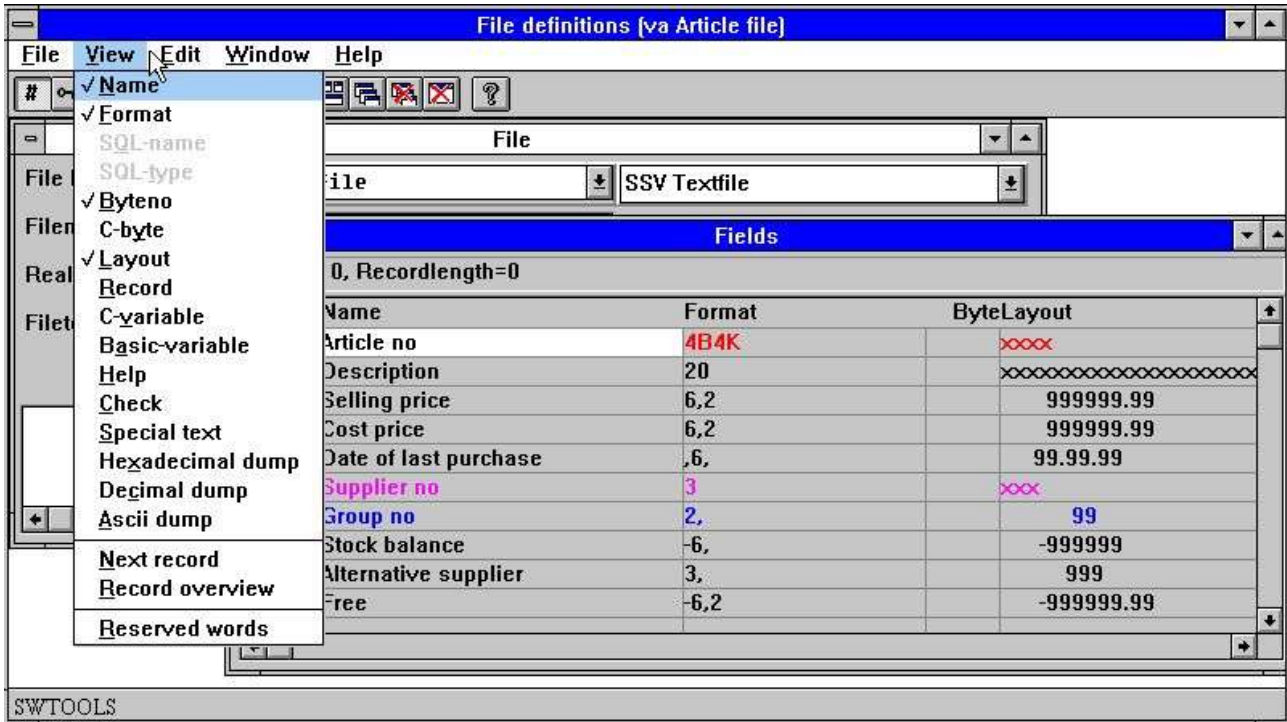 File definitions (va Article file)
File View Edit Window Help
#
√ Name
√ Format
SQL-name
SQL-type
√ Byteno
C-byte
√ Layout
Record
C-variable
Basic-variable
Help
Check
Special text
Hexadecimal dump
Decimal dump
Ascii dump
Next record
Record overview
Reserved words
?
File
File
SSV Textfile
Real
Fields
0, Recordlength=0
Name Format ByteLayout
Article no 4B4K xxxx
Description 20 xxxxxxxxxxxxxxxxxxxx
Selling price 6,2 999999.99
Cost price 6,2 999999.99
Date of last purchase ,6, 99.99.99
Supplier no 3 xxx
Group no 2, 99
Stock balance -6, -999999
Alternative supplier 3, 999
Free -6,2 -999999.99
SWTOOLS